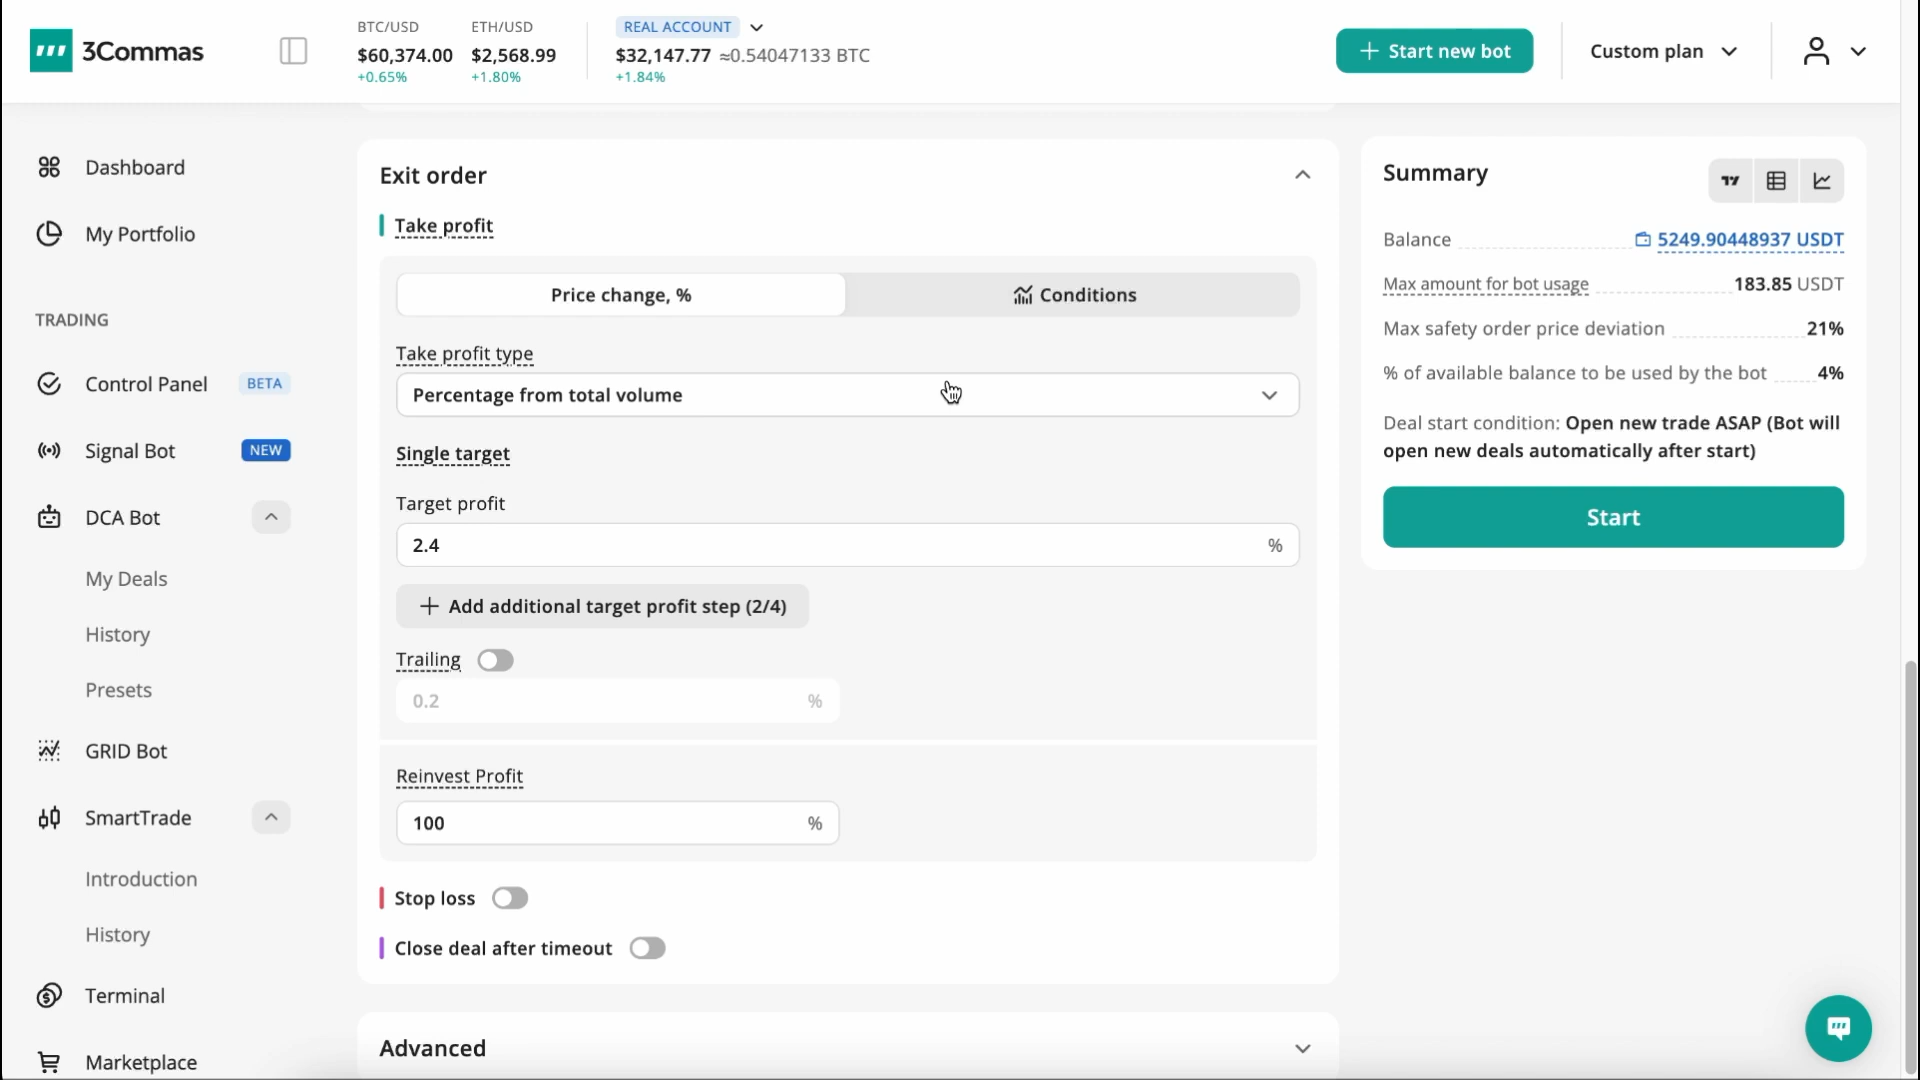 3Commas
BTC/USD
$60,374.00
+0.65%
ETH/USD
$2,568.99
+1.80%
REAL ACCOUNT
$32,147.77 ≈0.54047133 BTC
+1.84%
+ Start new bot
Custom plan
Dashboard
My Portfolio
TRADING
Control Panel BETA
Signal Bot NEW
DCA Bot
My Deals
History
Presets
GRID Bot
SmartTrade
Introduction
History
Terminal
Marketplace
Exit order
Take profit
Price change, %
Conditions
Take profit type
Percentage from total volume
Single target
Target profit
2.4 %
+ Add additional target profit step (2/4)
Trailing
0.2 %
Reinvest Profit
100 %
Stop loss
Close deal after timeout
Advanced
Summary
Balance 5249.90448937 USDT
Max amount for bot usage 183.85 USDT
Max safety order price deviation 21%
% of available balance to be used by the bot 4%
Deal start condition: Open new trade ASAP (Bot will
open new deals automatically after start)
Start